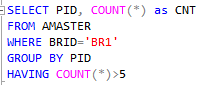 SELECT PID, COUNT(*) as CNT
FROM AMASTER
WHERE BRID='BR1'
GROUP BY PID
HAVING COUNT(*)>5